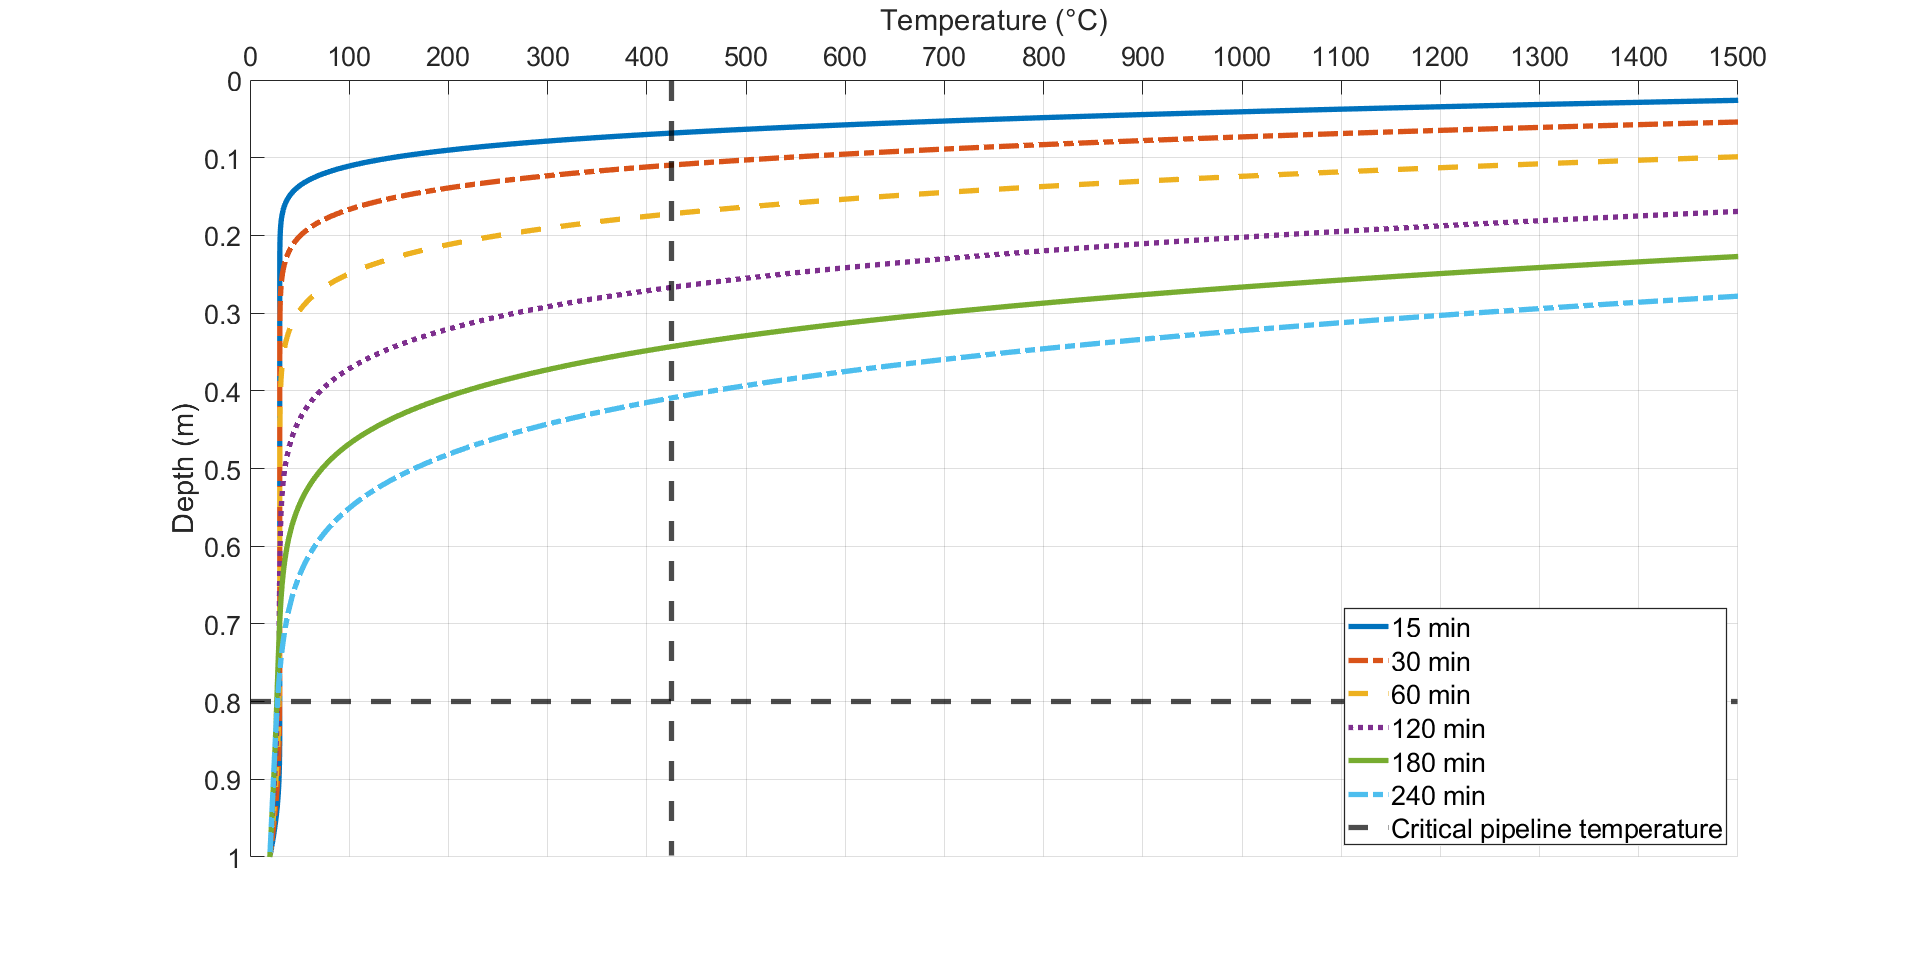 Temperature (°C)
0 100 200 300 400 500 600 700 800 900 1000 1100 1200 1300 1400 1500
0
0.1
0.2
0.3
0.4
0.5
0.6
0.7
0.8
0.9
1
Depth (m)
15 min
30 min
60 min
120 min
180 min
240 min
Critical pipeline temperature